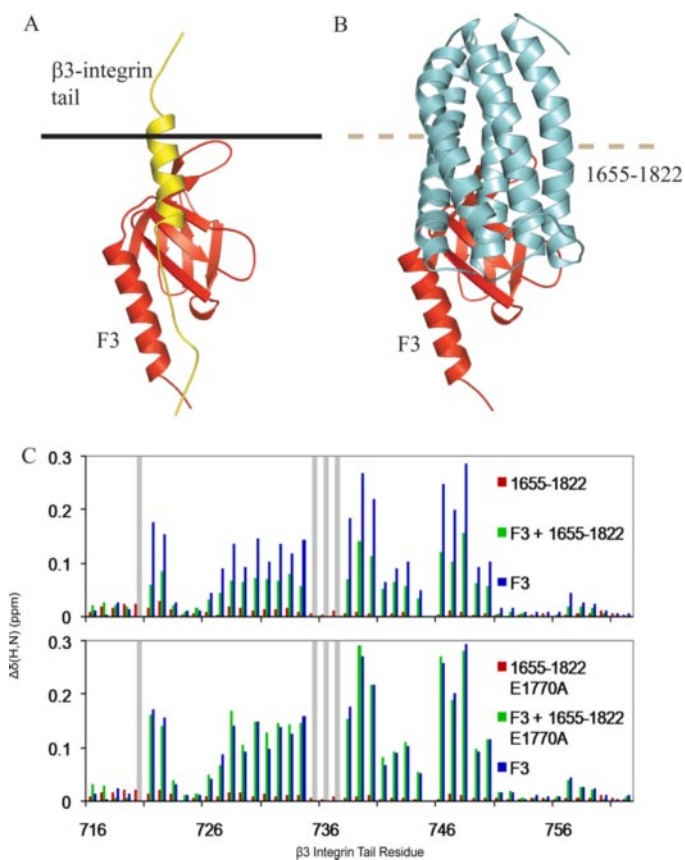 A
B
β3-integrin
tail
1655-1822
F3
F3
C
0.3
0.2
0.1
0
1655-1822
F3 + 1655-1822
F3
Δδ(H,N) (ppm)
0.3
0.2
0.1
0
1655-1822
E1770A
F3 + 1655-1822
E1770A
F3
716
726
736
746
756
β3 Integrin Tail Residue